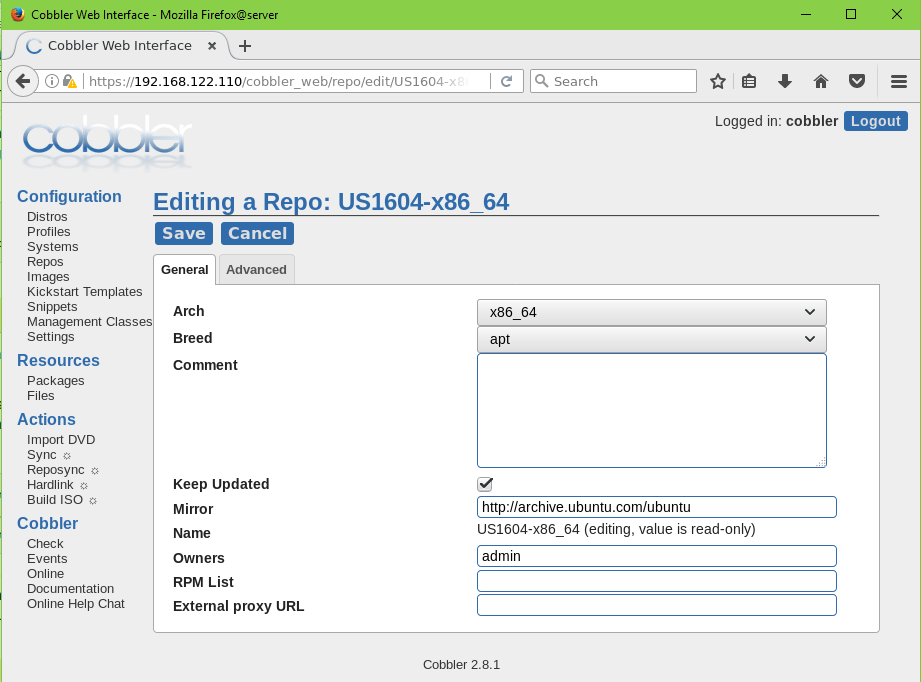 Cobbler Web Interface - Mozilla Firefox@server
Cobbler Web Interface
https://192.168.122.110/cobbler_web/repo/edit/US1604-x8
Search
cobbler
Logged in: cobbler Logout
Configuration
Distros
Profiles
Systems
Repos
Images
Kickstart Templates
Snippets
Management Classes
Settings
Resources
Packages
Files
Actions
Import DVD
Sync ☼
Reposync ☼
Hardlink ☼
Build ISO ☼
Cobbler
Check
Events
Online
Documentation
Online Help Chat
Editing a Repo: US1604-x86_64
Save Cancel
General Advanced
Arch x86_64
Breed apt
Comment
Keep Updated
Mirror http://archive.ubuntu.com/ubuntu
Name US1604-x86_64 (editing, value is read-only)
Owners admin
RPM List
External proxy URL
Cobbler 2.8.1